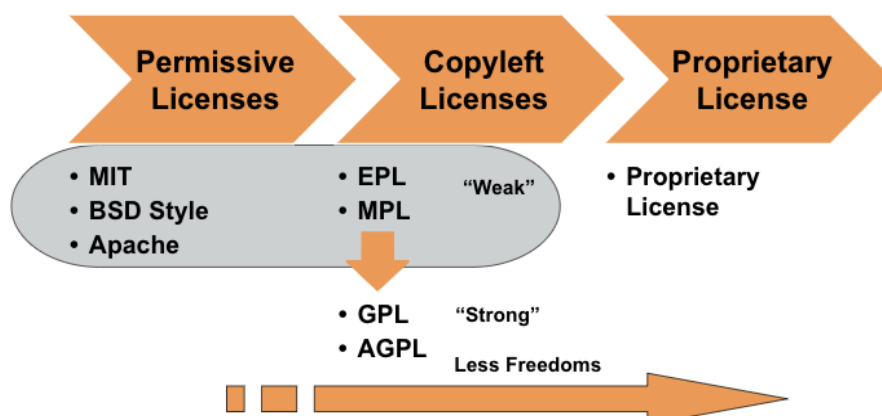 Permissive
Licenses
Copyleft
Licenses
Proprietary
License
• MIT
• BSD Style
• Apache
• EPL
• MPL
“Weak”
• Proprietary
License
• GPL
• AGPL
“Strong”
Less Freedoms